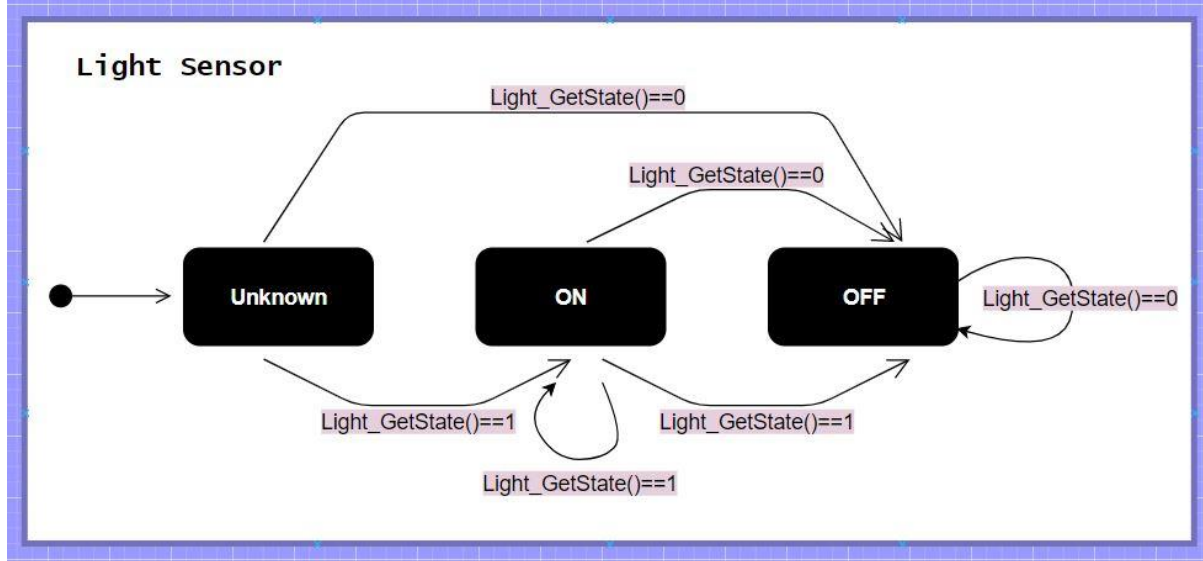 Light Sensor
Light_GetState()==0
Light_GetState()==0
Unknown
ON
OFF
Light_GetState()==0
Light_GetState()==1
Light_GetState()==1
Light_GetState()==1